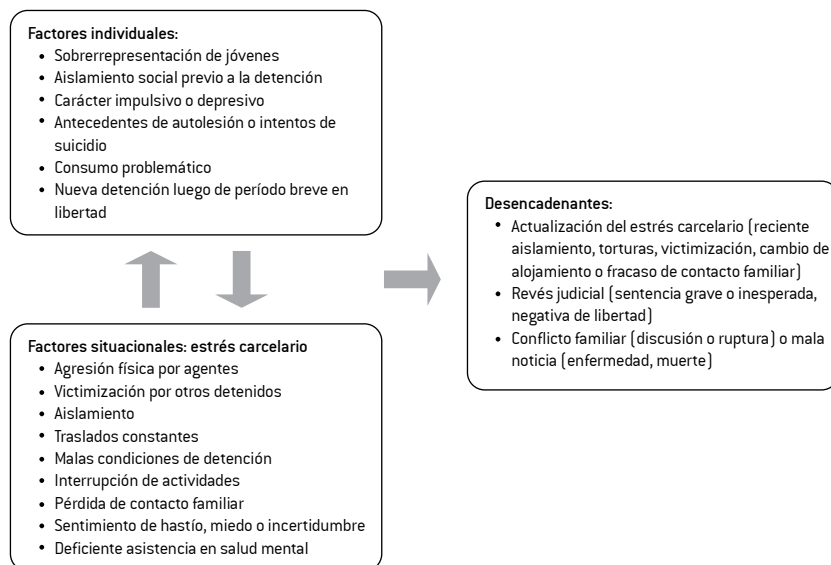 Factores individuales:
• Sobrerrepresentación de jóvenes
• Aislamiento social previo a la detención
• Carácter impulsivo o depresivo
• Antecedentes de autolesión o intentos de
suicidio
• Consumo problemático
• Nueva detención luego de período breve en
libertad
Factores situacionales: estrés carcelario
• Agresión física por agentes
• Victimización por otros detenidos
• Aislamiento
• Traslados constantes
• Malas condiciones de detención
• Interrupción de actividades
• Pérdida de contacto familiar
• Sentimiento de hastío, miedo o incertidumbre
• Deficiente asistencia en salud mental
Desencadenantes:
• Actualización del estrés carcelario (reciente
aislamiento, torturas, victimización, cambio de
alojamiento o fracaso de contacto familiar)
• Revés judicial (sentencia grave o inesperada,
negativa de libertad)
• Conflicto familiar (discusión o ruptura) o mala
noticia (enfermedad, muerte)